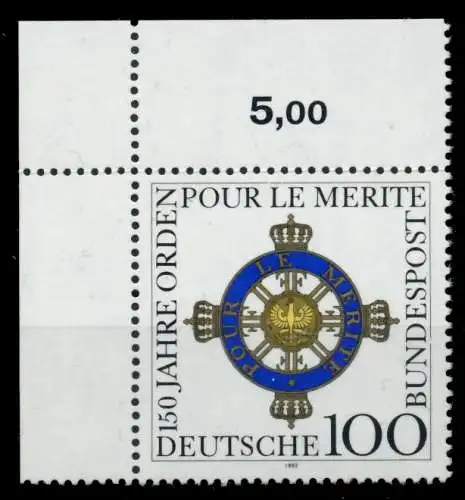 5,00
150 JAHRE ORDEN
POUR LE MERITE
BUNDESPOST
POUR LE MERITE
DEUTSCHE 100
1992